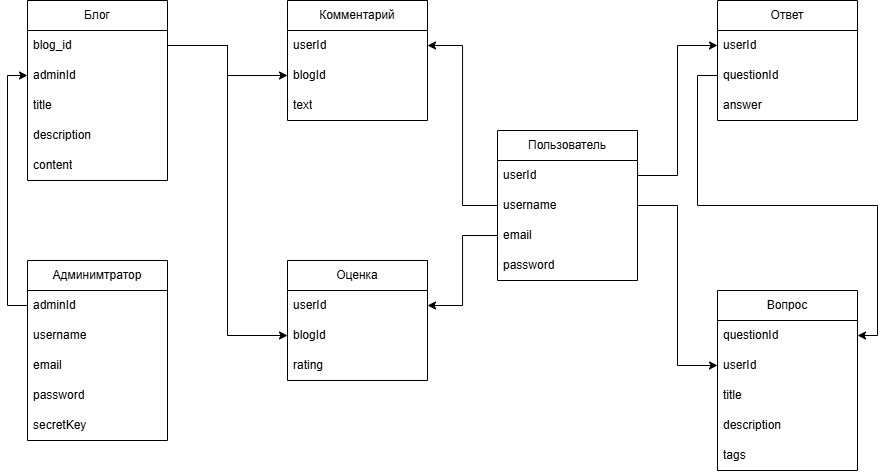 Блог
blog_id
adminId
title
description
content
Комментарий
userId
blogId
text
Ответ
userId
questionId
answer
Пользователь
userId
username
email
password
Админимтратор
adminId
username
email
password
secretKey
Оценка
userId
blogId
rating
Вопрос
questionId
userId
title
description
tags